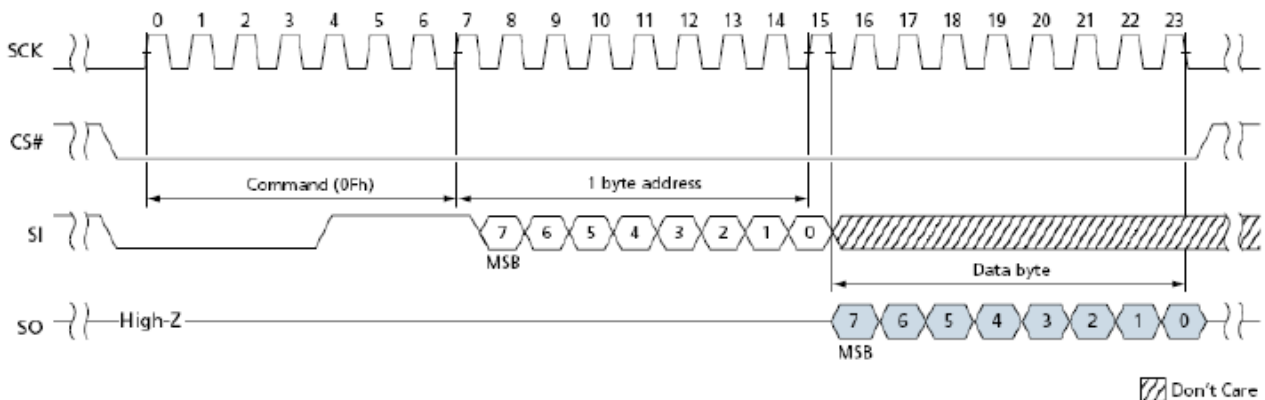 0 1 2 3 4 5 6 7 8 9 10 11 12 13 14 15 16 17 18 19 20 21 22 23
SCK
CS#
Command (0Fh) 1 byte address
SI 7 6 5 4 3 2 1 0
MSB
Data byte
SO High-Z 7 6 5 4 3 2 1 0
MSB
Don't Care